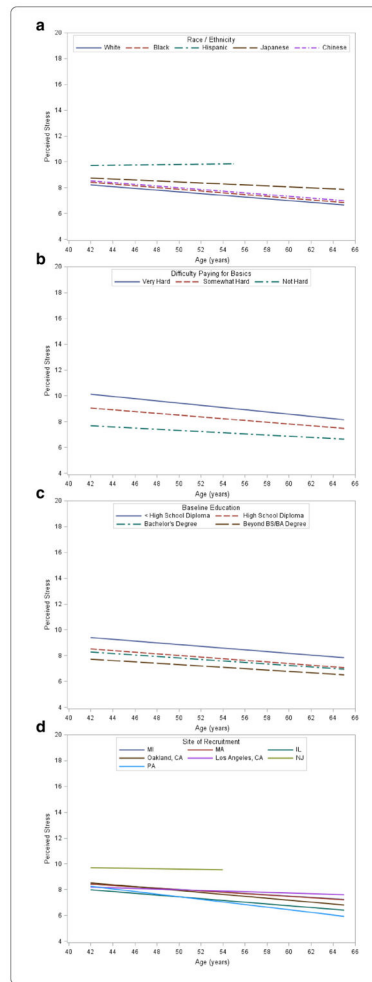 a
Race / Ethnicity
White Black Hispanic Japanese Chinese
20
18
16
14
12
10
8
6
4
Perceived Stress
40 42 44 46 48 50 52 54 56 58 60 62 64 66
Age (years)
b
Difficulty Paying for Basics
Very Hard Somewhat Hard Not Hard
20
18
16
14
12
10
8
6
4
Perceived Stress
40 42 44 46 48 50 52 54 56 58 60 62 64 66
Age (years)
c
Baseline Education
< High School Diploma High School Diploma
Bachelor's Degree Beyond BS/BA Degree
20
18
16
14
12
10
8
6
4
Perceived Stress
40 42 44 46 48 50 52 54 56 58 60 62 64 66
Age (years)
d
Site of Recruitment
MI MA IL
Oakland, CA Los Angeles, CA NJ
PA
20
18
16
14
12
10
8
6
4
Perceived Stress
40 42 44 46 48 50 52 54 56 58 60 62 64 66
Age (years)